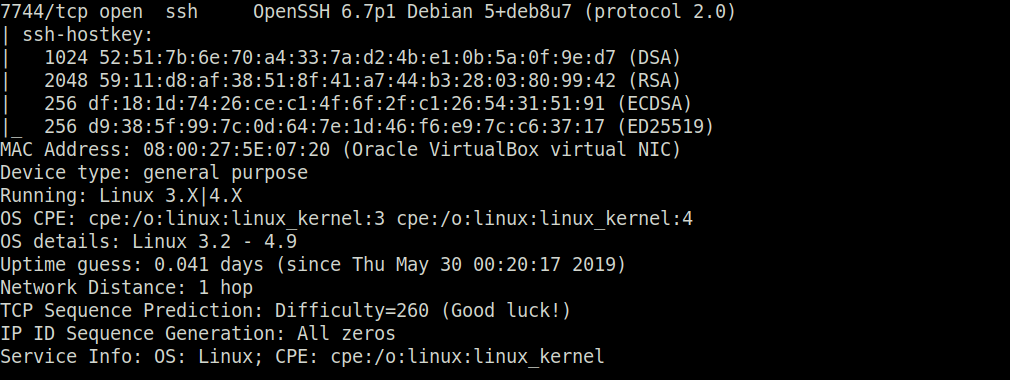 7744/tcp open  ssh     OpenSSH 6.7p1 Debian 5+deb8u7 (protocol 2.0)
| ssh-hostkey:
|   1024 52:51:7b:6e:70:a4:33:7a:d2:4b:e1:0b:5a:0f:9e:d7 (DSA)
|   2048 59:11:d8:af:38:51:8f:41:a7:44:b3:28:03:80:99:42 (RSA)
|   256 df:18:1d:74:26:ce:c1:4f:6f:2f:c1:26:54:31:51:91 (ECDSA)
|_  256 d9:38:5f:99:7c:0d:64:7e:1d:46:f6:e9:7c:c6:37:17 (ED25519)
MAC Address: 08:00:27:5E:07:20 (Oracle VirtualBox virtual NIC)
Device type: general purpose
Running: Linux 3.X|4.X
OS CPE: cpe:/o:linux:linux_kernel:3 cpe:/o:linux:linux_kernel:4
OS details: Linux 3.2 - 4.9
Uptime guess: 0.041 days (since Thu May 30 00:20:17 2019)
Network Distance: 1 hop
TCP Sequence Prediction: Difficulty=260 (Good luck!)
IP ID Sequence Generation: All zeros
Service Info: OS: Linux; CPE: cpe:/o:linux:linux_kernel